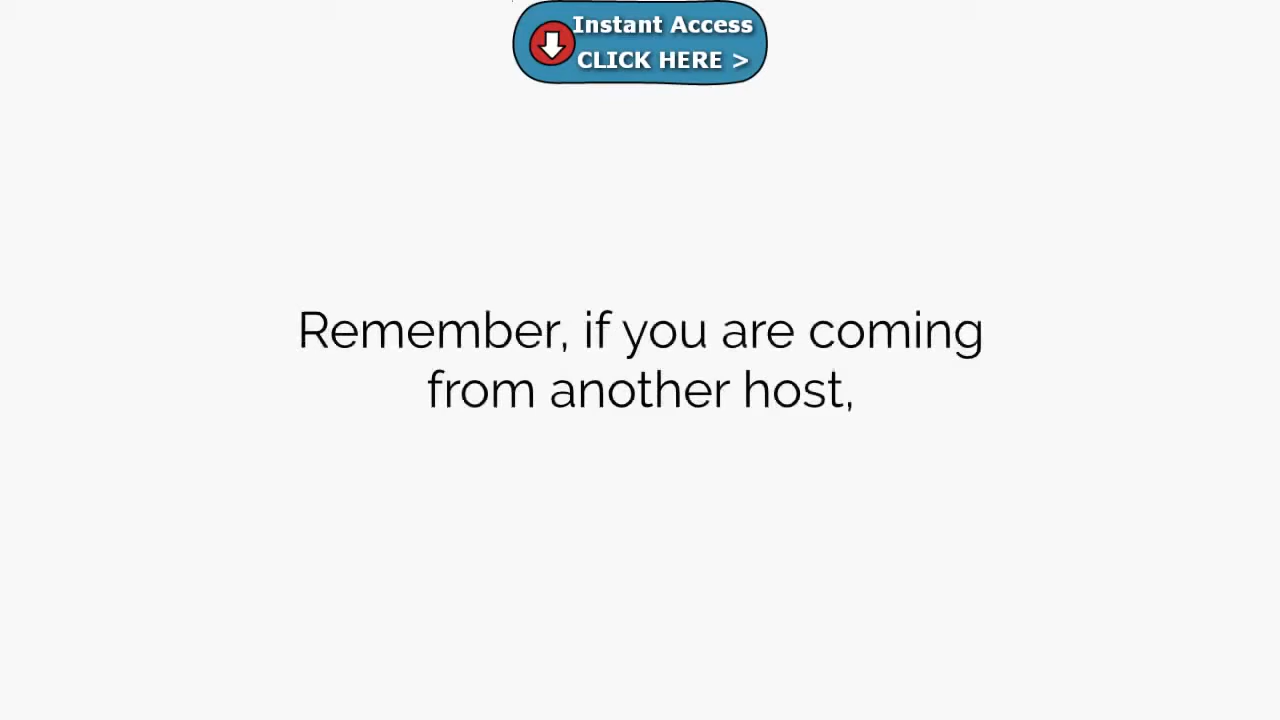 Instant Access
CLICK HERE >
Remember, if you are coming
from another host,